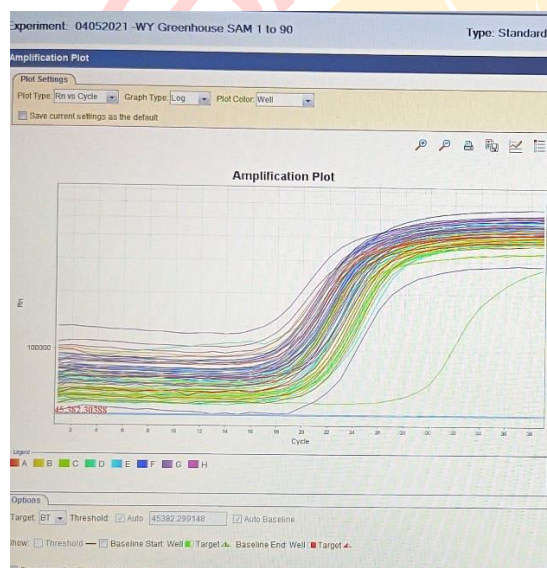 Experiment: 04052021 -WY Greenhouse SAM 1 to 90
Type: Standard
Amplification Plot
Plot Settings
Plot Type: Rn vs Cycle Graph Type: Log Plot Color: Well
Save current settings as the default
Amplification Plot
Rn
100000
45,382.30388
2 4 6 8 10 12 14 16 18 20 22 24 26 28 30 32 34 36 38
Cycle
Legend
A B C D E F G H
Options
Target: BT Threshold: Auto 45382.299148 Auto Baseline
Show: Threshold Baseline Start: Well Target Baseline End: Well Target